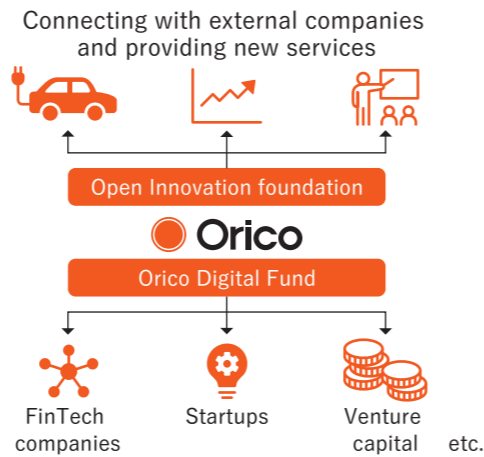 Connecting with external companies
and providing new services
Open Innovation foundation
Orico
Orico Digital Fund
FinTech
companies
Startups
Venture
capital etc.